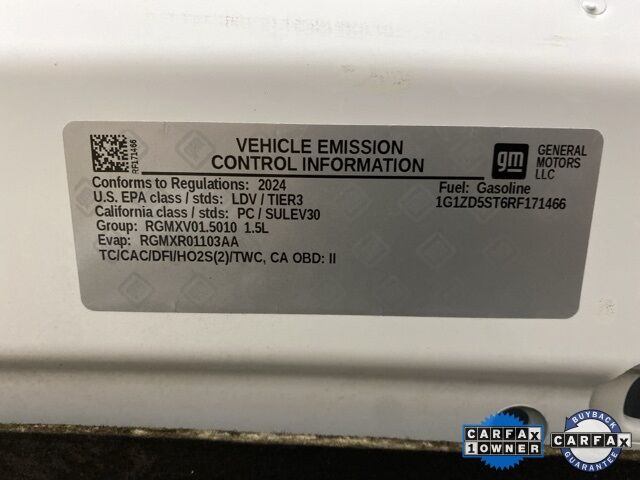 RF171466
VEHICLE EMISSION
CONTROL INFORMATION
gm
GENERAL
MOTORS
LLC
Conforms to Regulations: 2024
U.S. EPA class / stds: LDV / TIER3
California class / stds: PC / SULEV30
Group: RGMXV01.5010 1.5L
Evap: RGMXR01103AA
TC/CAC/DFI/HO2S(2)/TWC, CA OBD: II
Fuel: Gasoline
1G1ZD5ST6RF171466
CARFAX
1 OWNER
BUYBACK
CARFAX
GUARANTEE